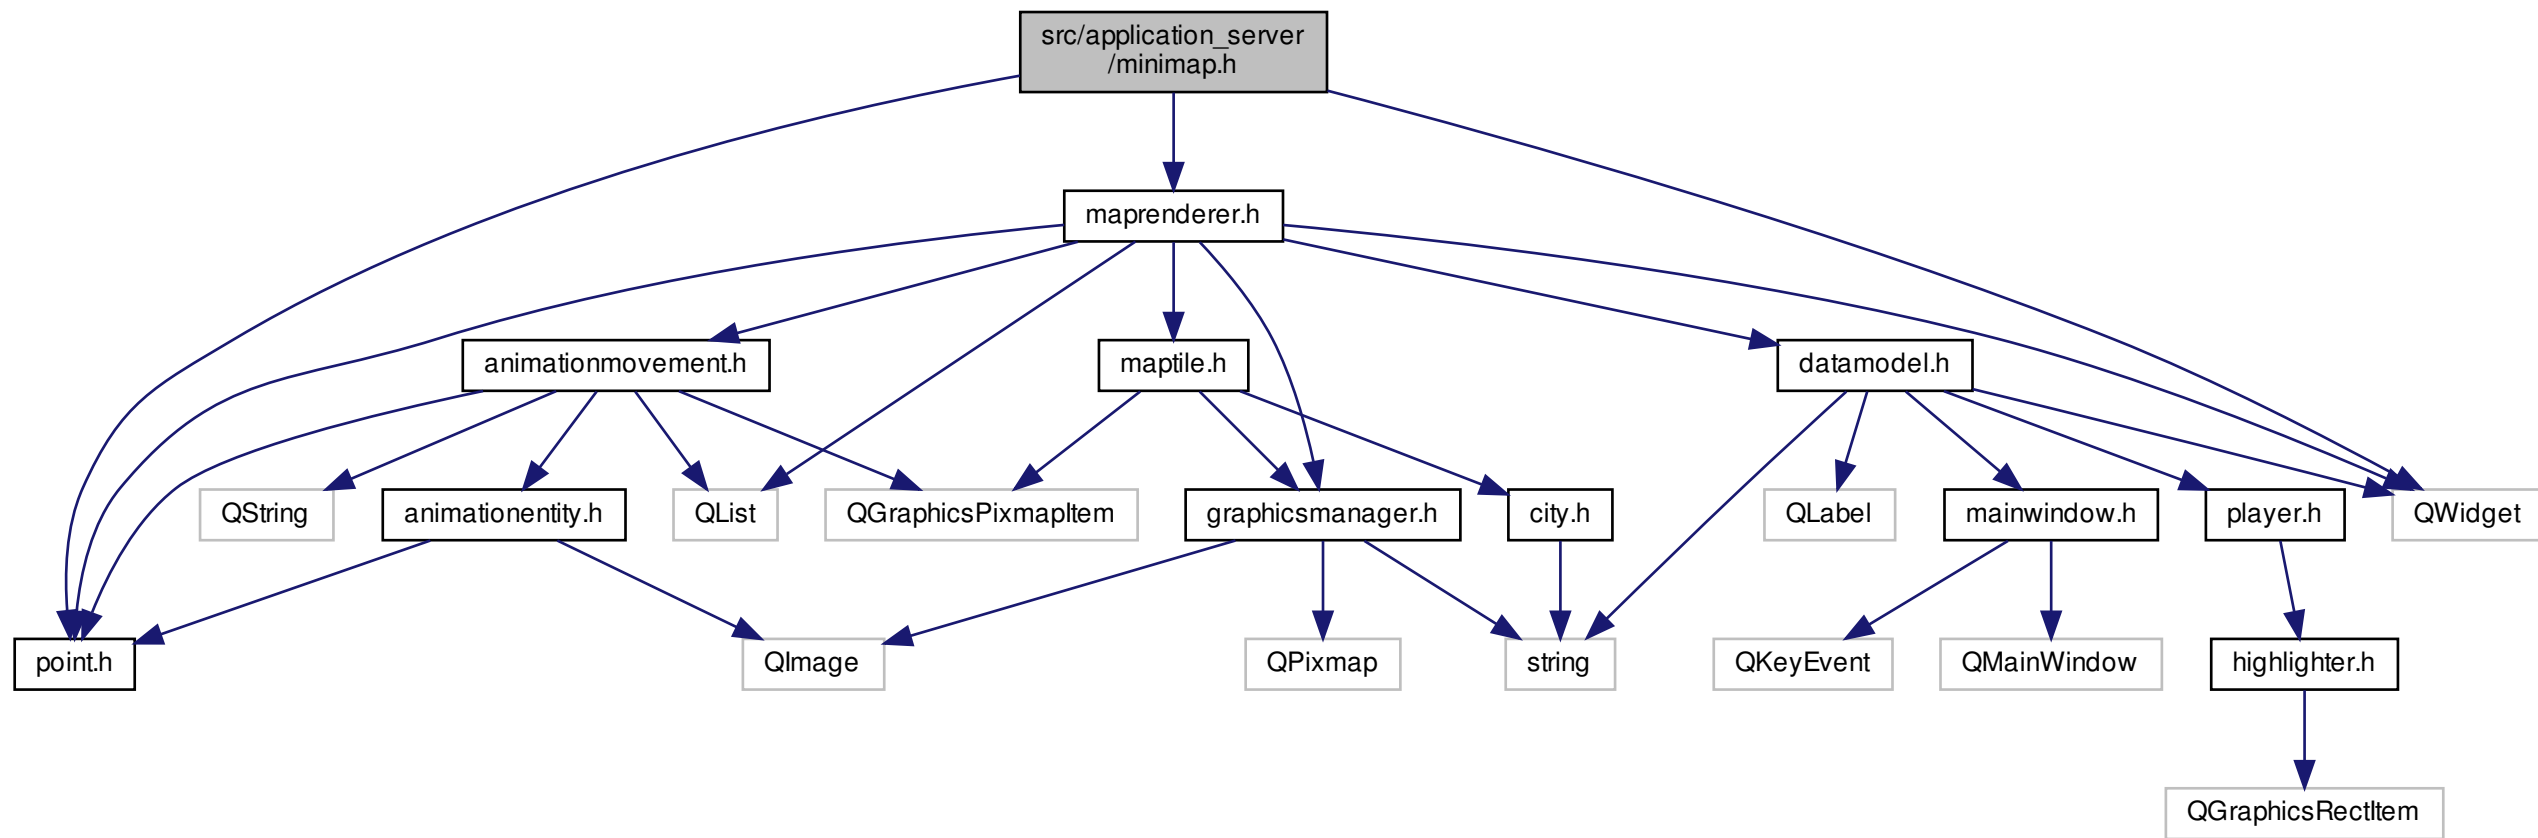 src/application_server
/minimap.h
maprenderer.h
animationmovement.h
maptile.h
datamodel.h
QString
animationentity.h
QList
QGraphicsPixmapItem
graphicsmanager.h
city.h
QLabel
mainwindow.h
player.h
QWidget
point.h
QImage
QPixmap
string
QKeyEvent
QMainWindow
highlighter.h
QGraphicsRectItem